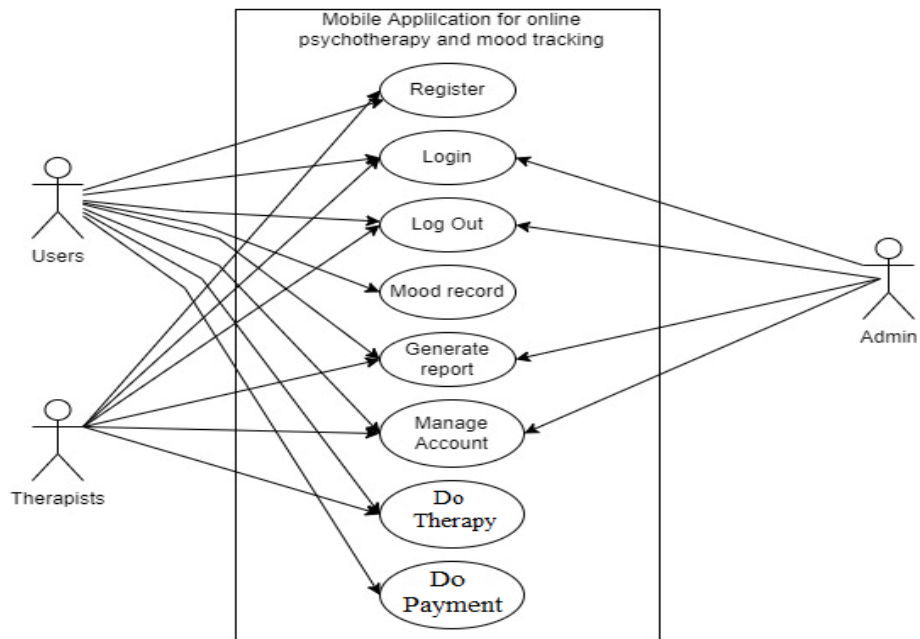 Mobile Applilcation for online
psychotherapy and mood tracking
Register
Login
Log Out
Mood record
Generate
report
Manage
Account
Do
Therapy
Do
Payment
Users
Therapists
Admin